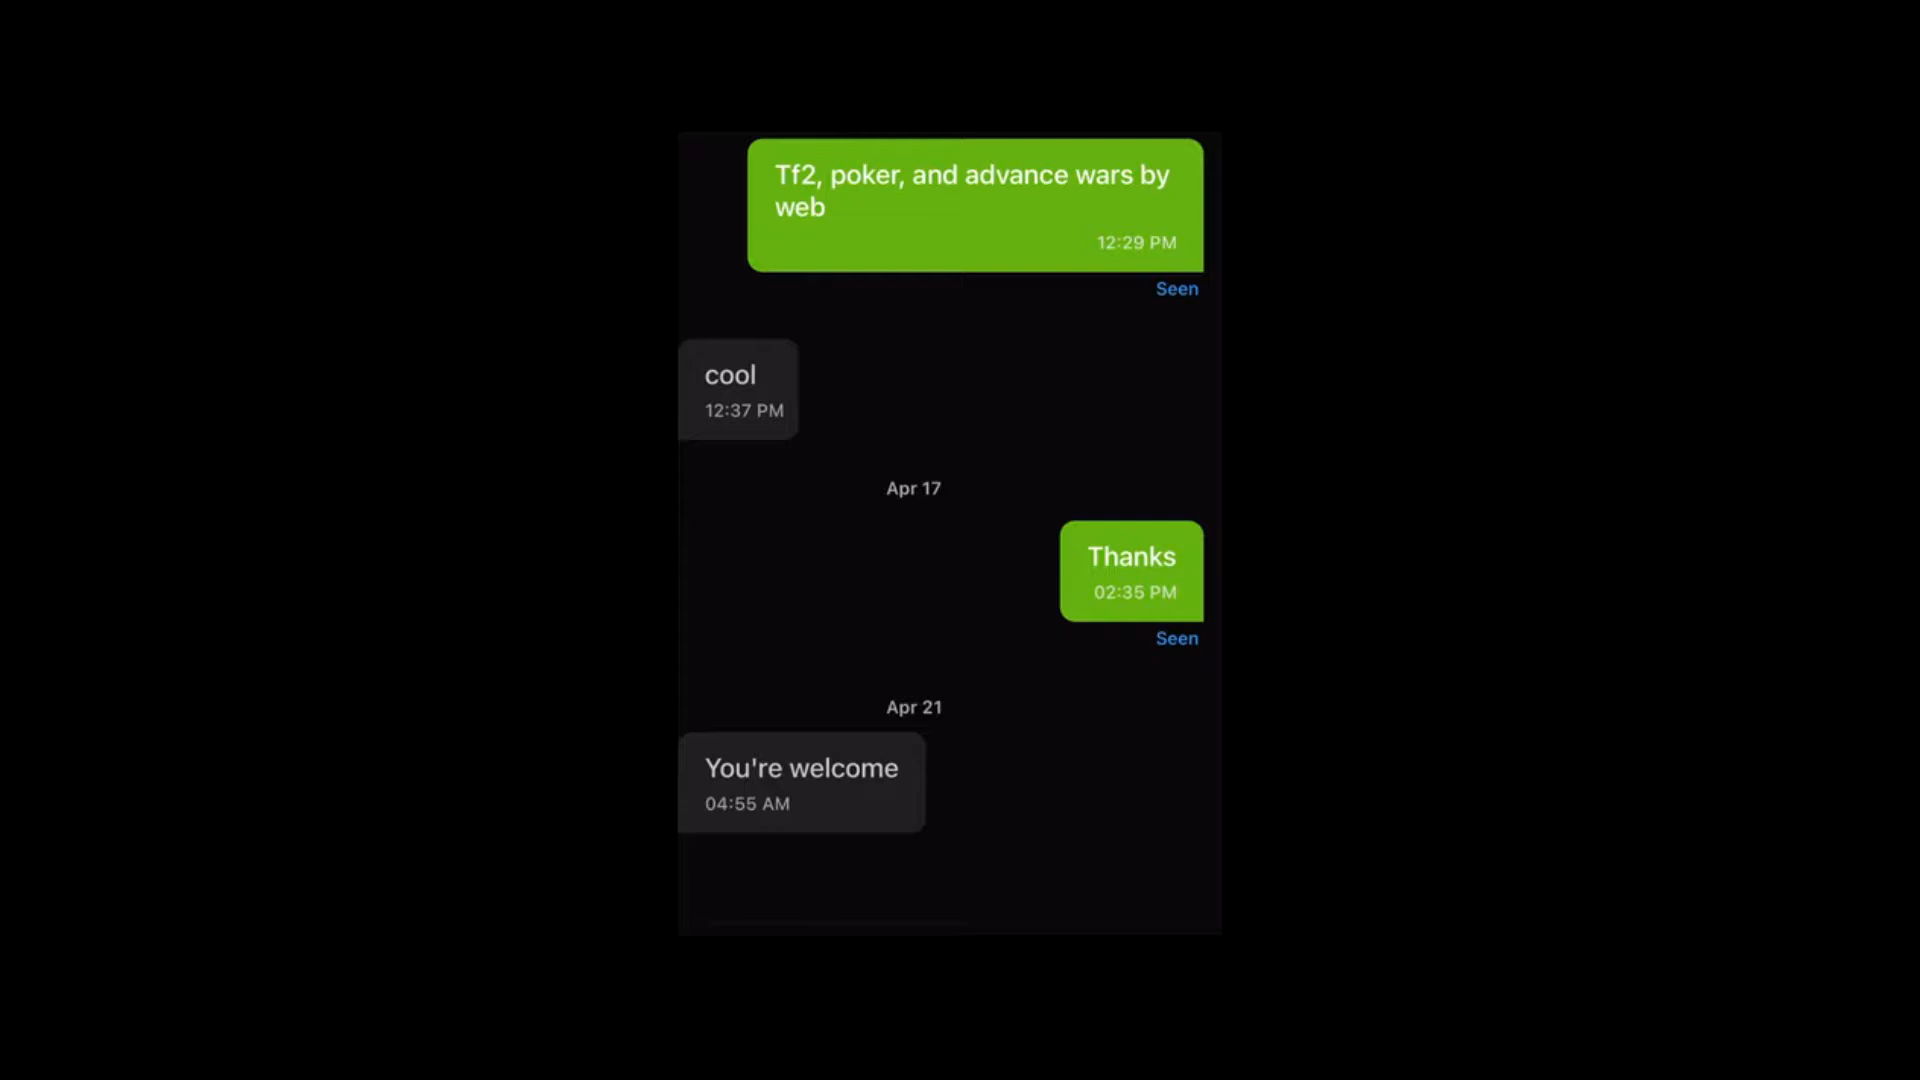 Tf2, poker, and advance wars by
web
12:29 PM
Seen
cool
12:37 PM
Apr 17
Thanks
02:35 PM
Seen
Apr 21
You're welcome
04:55 AM